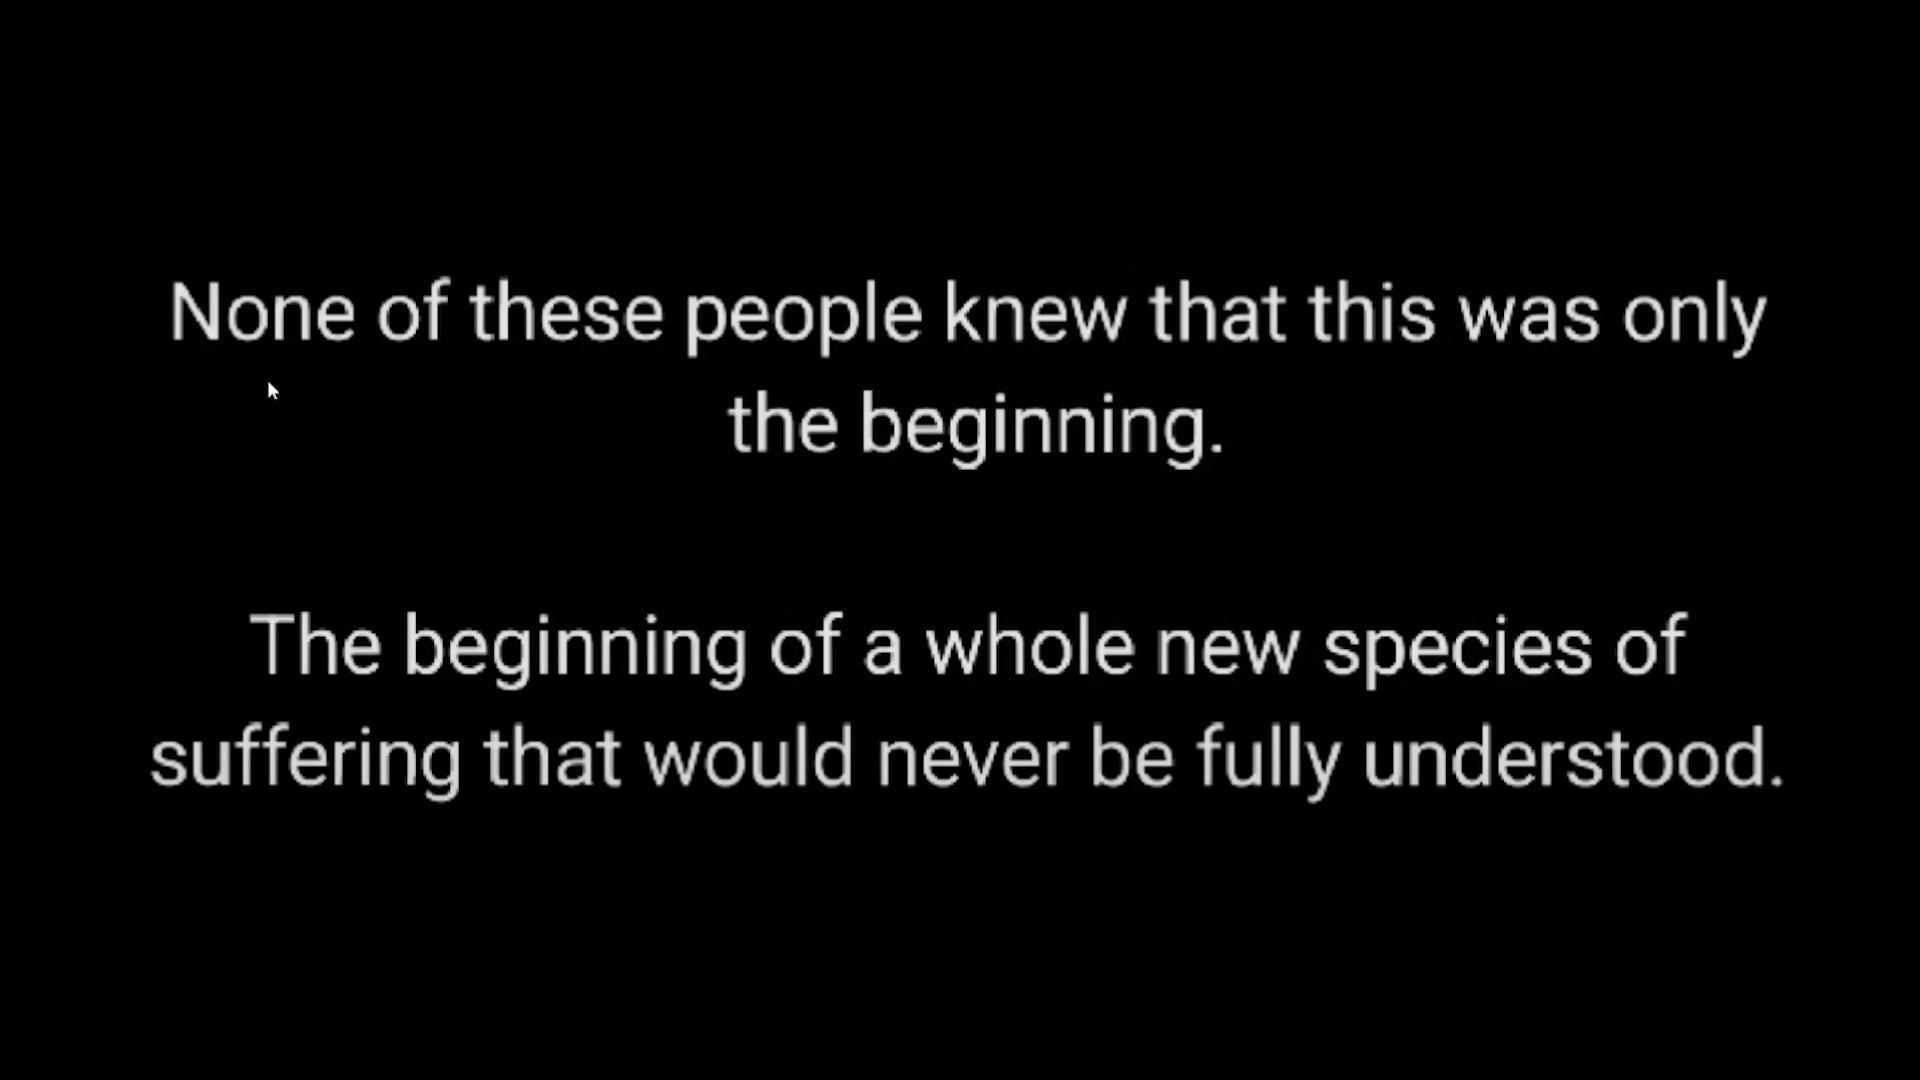 None of these people knew that this was only
the beginning.
The beginning of a whole new species of
suffering that would never be fully understood.